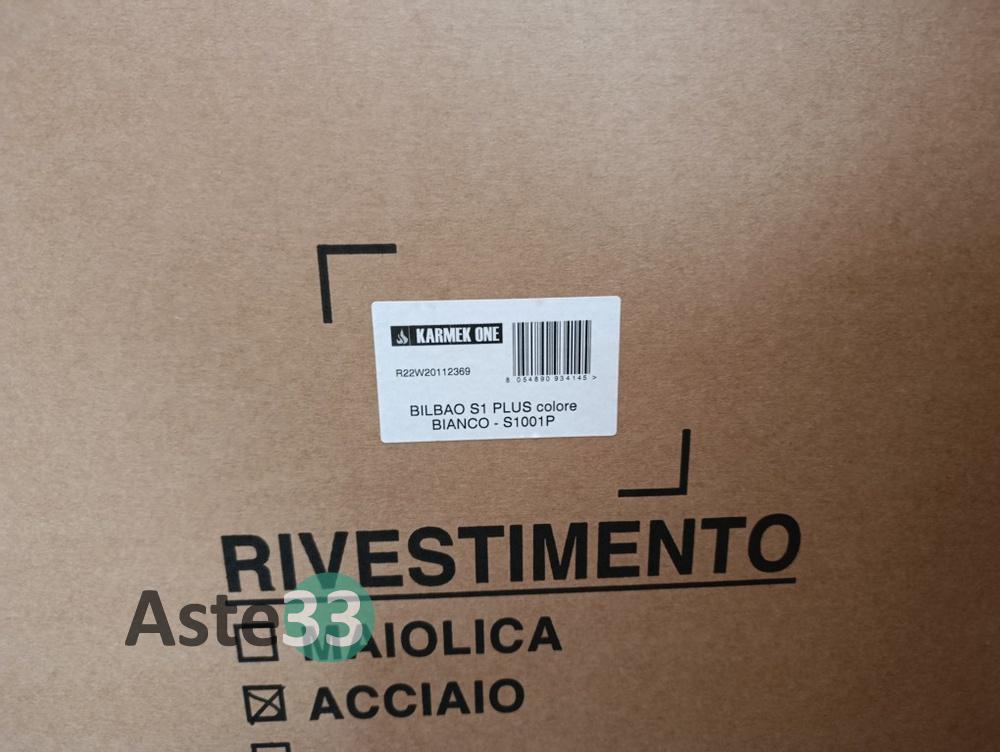 KARMEK ONE
R22W20112369
8 054890 934145 >
BILBAO S1 PLUS colore
BIANCO - S1001P
RIVESTIMENTO
Aste33
MAIOLICA
ACCIAIO